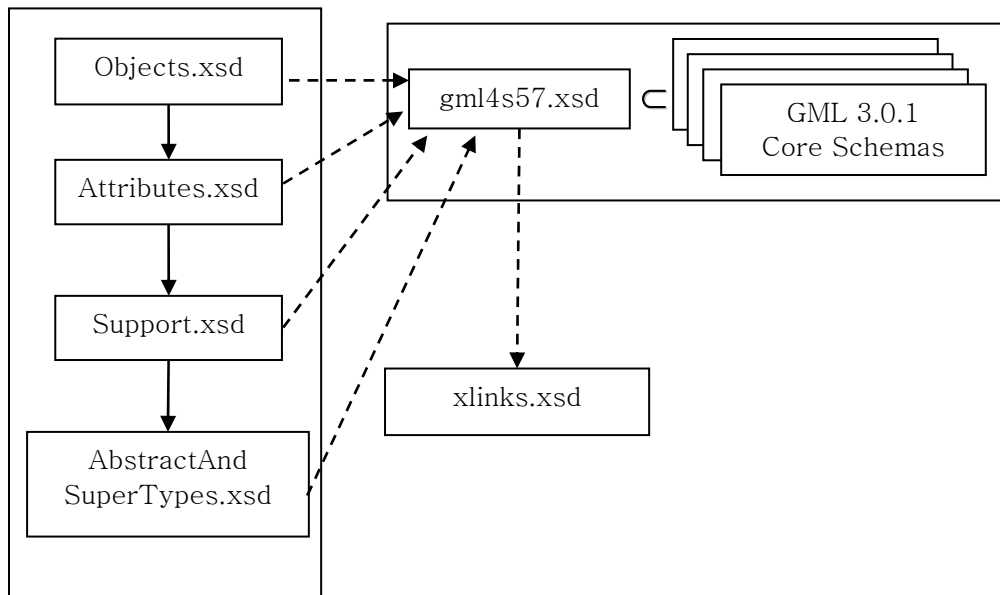 Objects.xsd
Attributes.xsd
Support.xsd
AbstractAnd
SuperTypes.xsd
gml4s57.xsd
⊂
GML 3.0.1
Core Schemas
xlinks.xsd